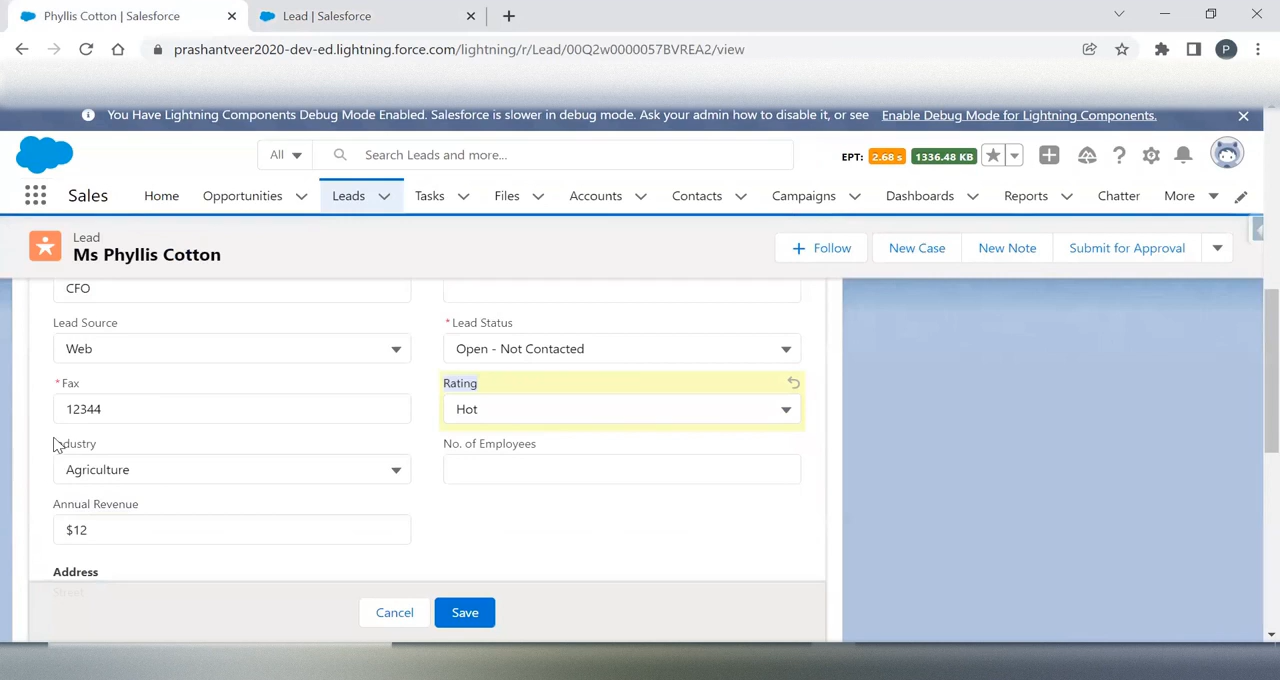 Phyllis Cotton | Salesforce
Lead | Salesforce
prashantveer2020-dev-ed.lightning.force.com/lightning/r/Lead/00Q2w0000057BVREA2/view
P
You Have Lightning Components Debug Mode Enabled. Salesforce is slower in debug mode. Ask your admin how to disable it, or see Enable Debug Mode for Lightning Components.
All
Search Leads and more...
EPT: 2.68 s 1336.48 KB
Sales Home Opportunities Leads Tasks Files Accounts Contacts Campaigns Dashboards Reports Chatter More
Lead
Ms Phyllis Cotton
+ Follow New Case New Note Submit for Approval
CFO
Lead Source
Web
*Lead Status
Open - Not Contacted
*Fax
12344
Rating
Hot
Industry
Agriculture
No. of Employees
Annual Revenue
$12
Address
Street
Cancel Save